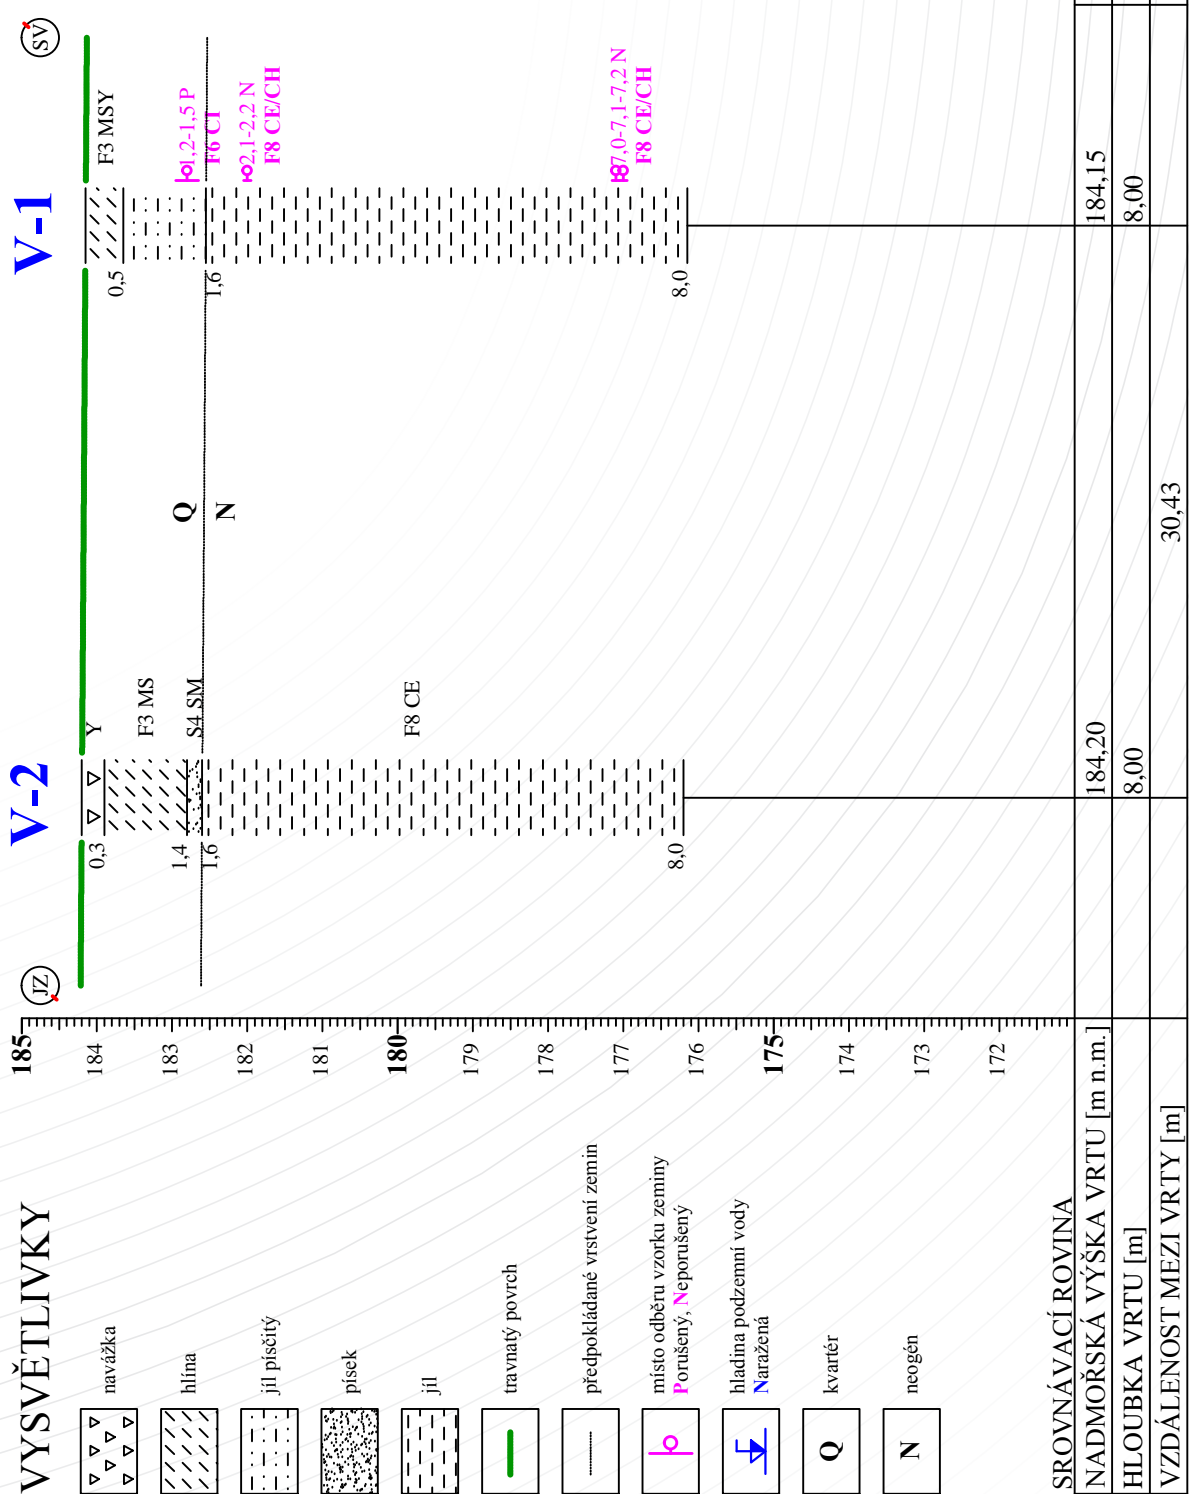 VYSVĚTLIVKY
navážka
hlína
jíl písčitý
písek
jíl
travnatý povrch
předpokládané vrstvení zemin
místo odběru vzorku zeminy
Porušený, Neporušený
hladina podzemní vody
Naražená
Q
kvartér
N
neogén
185
184
183
182
181
180
179
178
177
176
175
174
173
172
JZ
SV
V-2
0,3
1,4
1,6
8,0
Y
F3 MS
S4 SM
F8 CE
Q
N
V-1
0,5
1,6
8,0
F3 MSY
1,2-1,5 P
F6 CI
2,1-2,2 N
F8 CE/CH
7,0-7,1-7,2 N
F8 CE/CH
SROVNÁVACÍ ROVINA
NADMOŘSKÁ VÝŠKA VRTU [m n.m.] 184,20 184,15
HLOUBKA VRTU [m] 8,00 8,00
VZDÁLENOST MEZI VRTY [m] 30,43